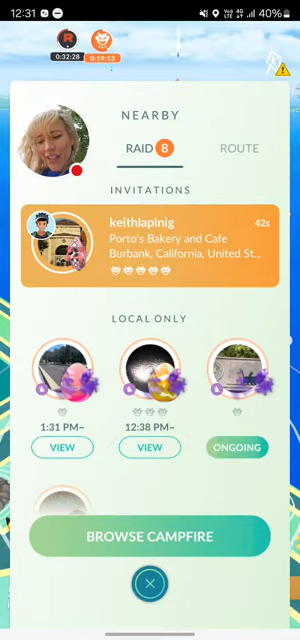 12:31
40%
R
0:32:28
0:19:13
NEARBY
RAID 8
ROUTE
INVITATIONS
keithlapinig
42s
Porto's Bakery and Cafe
Burbank, California, United St...
LOCAL ONLY
1:31 PM~
12:38 PM~
VIEW
VIEW
ONGOING
BROWSE CAMPFIRE